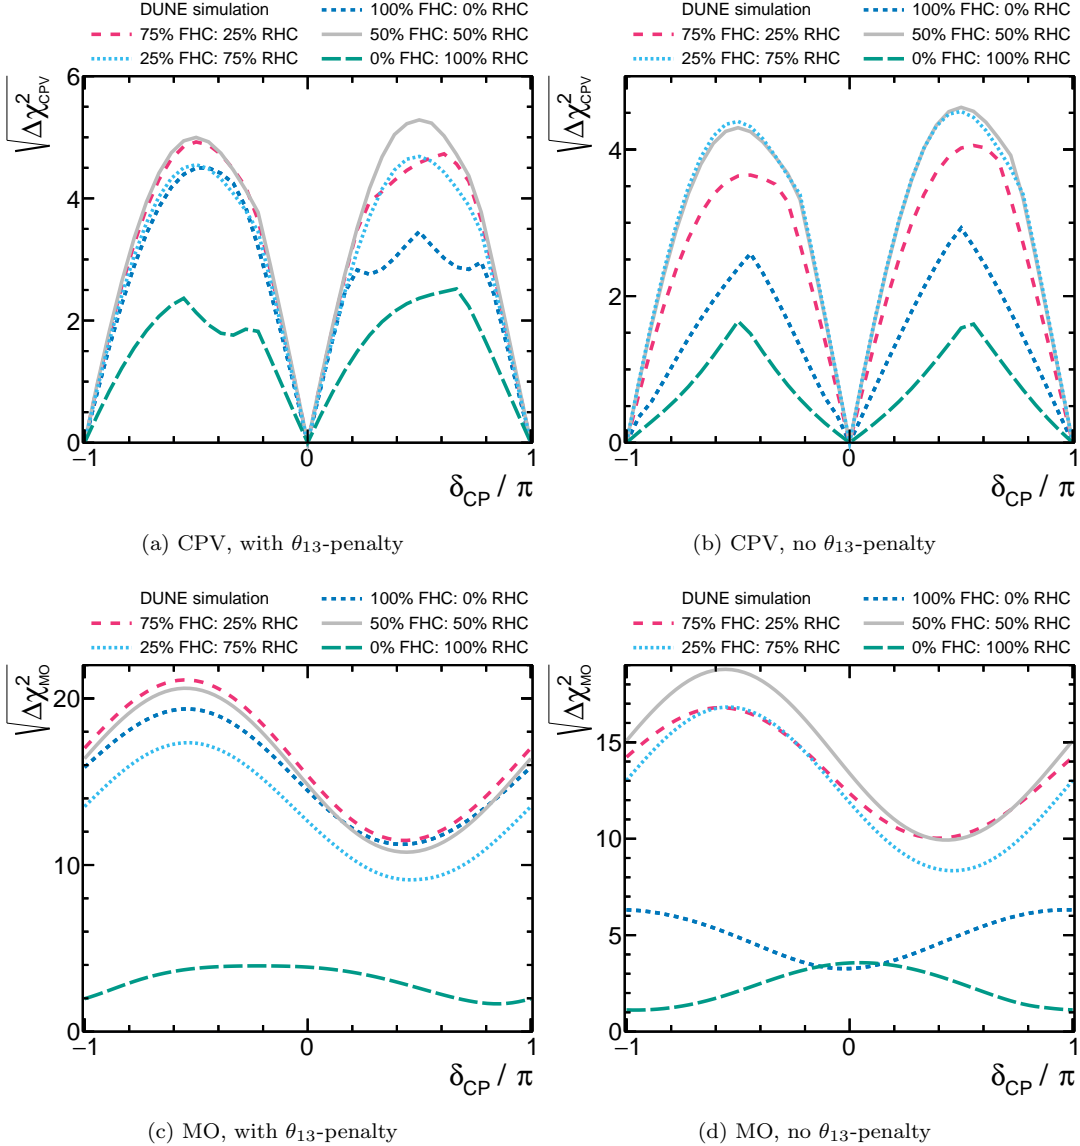 DUNE simulation 100% FHC: 0% RHC
75% FHC: 25% RHC 50% FHC: 50% RHC
25% FHC: 75% RHC 0% FHC: 100% RHC
√Δχ²CPV
6
4
2
0
−1 0 1
δCP / π
(a) CPV, with θ₁₃-penalty
DUNE simulation 100% FHC: 0% RHC
75% FHC: 25% RHC 50% FHC: 50% RHC
25% FHC: 75% RHC 0% FHC: 100% RHC
√Δχ²CPV
4
2
0
−1 0 1
δCP / π
(b) CPV, no θ₁₃-penalty
DUNE simulation 100% FHC: 0% RHC
75% FHC: 25% RHC 50% FHC: 50% RHC
25% FHC: 75% RHC 0% FHC: 100% RHC
√Δχ²MO
20
10
0
−1 0 1
δCP / π
(c) MO, with θ₁₃-penalty
DUNE simulation 100% FHC: 0% RHC
75% FHC: 25% RHC 50% FHC: 50% RHC
25% FHC: 75% RHC 0% FHC: 100% RHC
√Δχ²MO
15
10
5
0
−1 0 1
δCP / π
(d) MO, no θ₁₃-penalty